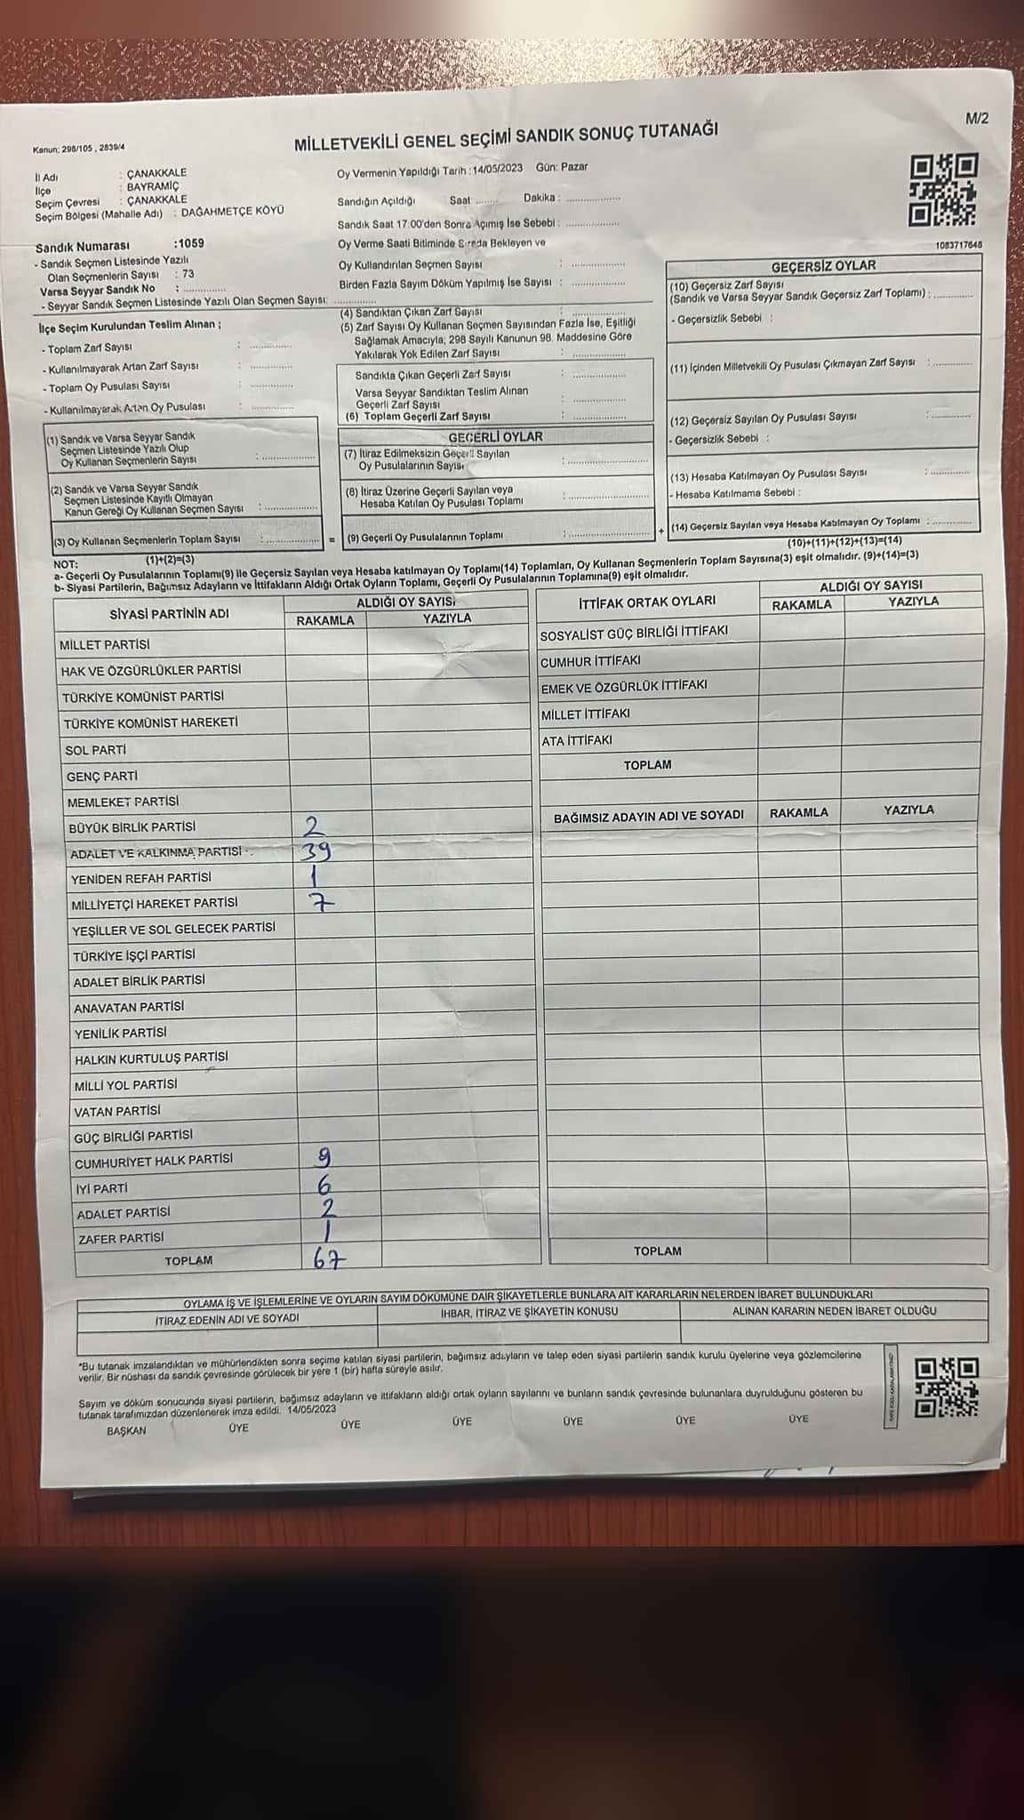 M/2
Kanun: 298/105 , 2839/4
MİLLETVEKİLİ GENEL SEÇİMİ SANDIK SONUÇ TUTANAĞI
İl Adı : ÇANAKKALE
İlçe : BAYRAMİÇ
Seçim Çevresi : ÇANAKKALE
Seçim Bölgesi (Mahalle Adı) : DAĞAHMETÇE KÖYÜ
Sandık Numarası :1059
- Sandık Seçmen Listesinde Yazılı
Olan Seçmenlerin Sayısı : 73
Varsa Seyyar Sandık No : ............
- Seyyar Sandık Seçmen Listesinde Yazılı Olan Seçmen Sayısı: ............
Oy Vermenin Yapıldığı Tarih :14/05/2023 Gün: Pazar
Sandığın Açıldığı Saat ....... Dakika : ...............
Sandık Saat 17.00'den Sonra Açımış İse Sebebi : ...............
Oy Verme Saati Bitiminde Sırada Bekleyen ve
Oy Kullandırılan Seçmen Sayısı : ...............
Birden Fazla Sayım Döküm Yapılmış İse Sayısı : ...............
1083717646
İlçe Seçim Kurulundan Teslim Alınan ;
- Toplam Zarf Sayısı : ............
- Kullanılmayarak Artan Zarf Sayısı : ............
- Toplam Oy Pusulası Sayısı : ............
- Kullanılmayarak Artan Oy Pusulası : ............
(1) Sandık ve Varsa Seyyar Sandık
Seçmen Listesinde Yazılı Olup
Oy Kullanan Seçmenlerin Sayısı : ...............
(2) Sandık ve Varsa Seyyar Sandık
Seçmen Listesinde Kayıtlı Olmayan
Kanun Gereği Oy Kullanan Seçmen Sayısı : ...............
(3) Oy Kullanan Seçmenlerin Toplam Sayısı : ...............
(1)+(2)=(3)
(4) Sandıktan Çıkan Zarf Sayısı : ...............
(5) Zarf Sayısı Oy Kullanan Seçmen Sayısından Fazla İse, Eşitliği
Sağlamak Amacıyla, 298 Sayılı Kanunun 98. Maddesine Göre
Yakılarak Yok Edilen Zarf Sayısı : ...............
Sandıkta Çıkan Geçerli Zarf Sayısı : ...............
Varsa Seyyar Sandıktan Teslim Alınan
Geçerli Zarf Sayısı : ...............
(6) Toplam Geçerli Zarf Sayısı : ...............
GEÇERLİ OYLAR
(7) İtiraz Edilmeksizin Geçerli Sayılan
Oy Pusulalarının Sayısı : ...............
(8) İtiraz Üzerine Geçerli Sayılan veya
Hesaba Katılan Oy Pusulası Toplamı : ...............
= (9) Geçerli Oy Pusulalarının Toplamı : ...............
GEÇERSİZ OYLAR
(10) Geçersiz Zarf Sayısı
(Sandık ve Varsa Seyyar Sandık Geçersiz Zarf Toplamı) : ............
- Geçersizlik Sebebi :
(11) İçinden Milletvekili Oy Pusulası Çıkmayan Zarf Sayısı : ............
(12) Geçersiz Sayılan Oy Pusulası Sayısı : ............
- Geçersizlik Sebebi :
(13) Hesaba Katılmayan Oy Pusulası Sayısı : ............
- Hesaba Katılmama Sebebi :
+ (14) Geçersiz Sayılan veya Hesaba Katılmayan Oy Toplamı : ............
(10)+(11)+(12)+(13)=(14)
NOT:
a- Geçerli Oy Pusulalarının Toplamı(9) ile Geçersiz Sayılan veya Hesaba katılmayan Oy Toplamı(14) Toplamları, Oy Kullanan Seçmenlerin Toplam Sayısına(3) eşit olmalıdır. (9)+(14)=(3)
b- Siyasi Partilerin, Bağımsız Adayların ve İttifakların Aldığı Ortak Oyların Toplamı, Geçerli Oy Pusulalarının Toplamına(9) eşit olmalıdır.
SİYASİ PARTİNİN ADI ALDIĞI OY SAYISI
RAKAMLA YAZIYLA
MİLLET PARTİSİ
HAK VE ÖZGÜRLÜKLER PARTİSİ
TÜRKİYE KOMÜNİST PARTİSİ
TÜRKİYE KOMÜNİST HAREKETİ
SOL PARTİ
GENÇ PARTİ
MEMLEKET PARTİSİ
BÜYÜK BİRLİK PARTİSİ 2
ADALET VE KALKINMA PARTİSİ 39
YENİDEN REFAH PARTİSİ 1
MİLLİYETÇİ HAREKET PARTİSİ 7
YEŞİLLER VE SOL GELECEK PARTİSİ
TÜRKİYE İŞÇİ PARTİSİ
ADALET BİRLİK PARTİSİ
ANAVATAN PARTİSİ
YENİLİK PARTİSİ
HALKIN KURTULUŞ PARTİSİ
MİLLİ YOL PARTİSİ
VATAN PARTİSİ
GÜÇ BİRLİĞİ PARTİSİ
CUMHURİYET HALK PARTİSİ 9
İYİ PARTİ 6
ADALET PARTİSİ 2
ZAFER PARTİSİ 1
TOPLAM 67
İTTİFAK ORTAK OYLARI ALDIĞI OY SAYISI
RAKAMLA YAZIYLA
SOSYALİST GÜÇ BİRLİĞİ İTTİFAKI
CUMHUR İTTİFAKI
EMEK VE ÖZGÜRLÜK İTTİFAKI
MİLLET İTTİFAKI
ATA İTTİFAKI
TOPLAM
BAĞIMSIZ ADAYIN ADI VE SOYADI RAKAMLA YAZIYLA
TOPLAM
OYLAMA İŞ VE İŞLEMLERİNE VE OYLARIN SAYIM DÖKÜMÜNE DAİR ŞİKAYETLERLE BUNLARA AİT KARARLARIN NELERDEN İBARET BULUNDUKLARI
İTİRAZ EDENİN ADI VE SOYADI İHBAR, İTİRAZ VE ŞİKAYETİN KONUSU ALINAN KARARIN NEDEN İBARET OLDUĞU
*Bu tutanak imzalandıktan ve mühürlendikten sonra seçime katılan siyasi partilerin, bağımsız adayların ve talep eden siyasi partilerin sandık kurulu üyelerine veya gözlemcilerine
verilir. Bir nüshası da sandık çevresinde görülecek bir yere 1 (bir) hafta süreyle asılır.
Sayım ve döküm sonucunda siyasi partilerin, bağımsız adayların ve ittifakların aldığı ortak oyların sayılarını ve bunların sandık çevresinde bulunanlara duyrulduğunu gösteren bu
tutanak tarafımızdan düzenlenerek imza edildi. 14/05/2023
BAŞKAN ÜYE ÜYE ÜYE ÜYE ÜYE ÜYE